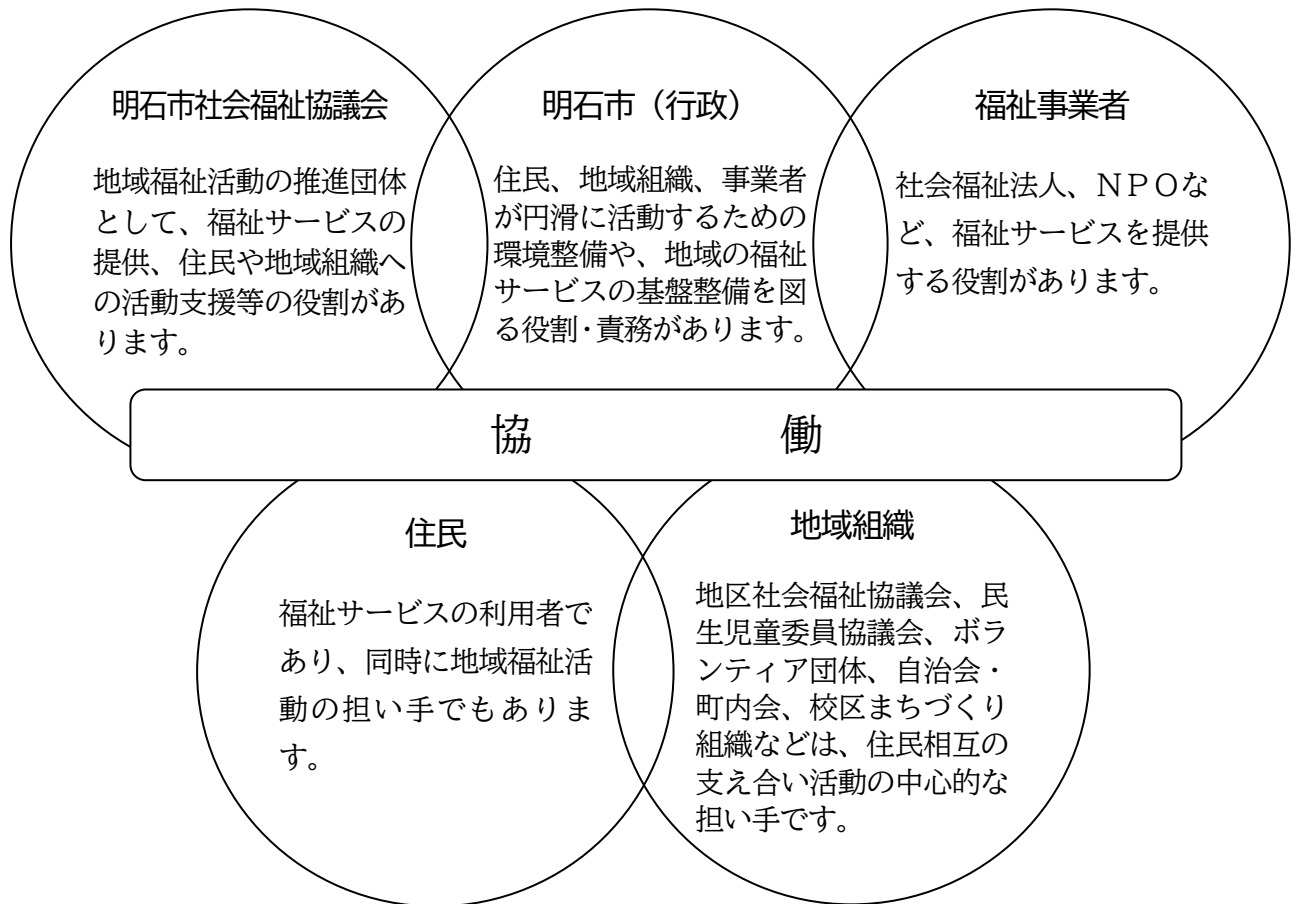 明石市社会福祉協議会
地域福祉活動の推進団体
として、福祉サービスの
提供、住民や地域組織へ
の活動支援等の役割があ
ります。
明石市（行政）
住民、地域組織、事業者
が円滑に活動するための
環境整備や、地域の福祉
サービスの基盤整備を図
る役割・責務があります。
福祉事業者
社会福祉法人、ＮＰＯな
ど、福祉サービスを提供
する役割があります。
協　働
住民
福祉サービスの利用者で
あり、同時に地域福祉活
動の担い手でもありま
す。
地域組織
地区社会福祉協議会、民
生児童委員協議会、ボラ
ンティア団体、自治会・
町内会、校区まちづくり
組織などは、住民相互の
支え合い活動の中心的な
担い手です。